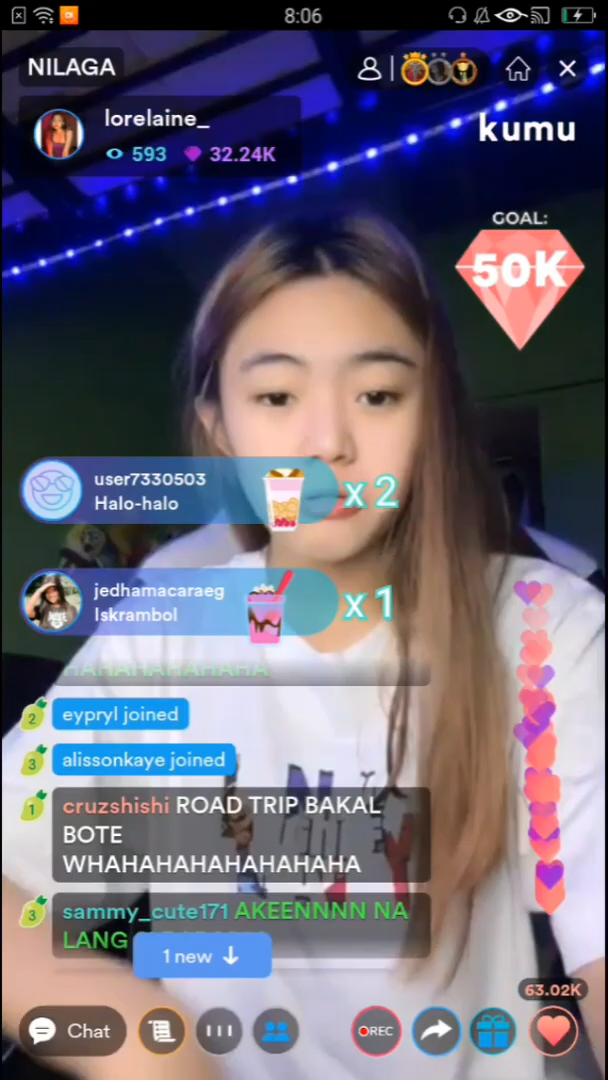 8:06
NILAGA
lorelaine_
593 32.24K
kumu
GOAL:
50K
user7330503
Halo-halo
x 2
jedhamacaraeg
Iskrambol
x 1
HAHAHAHAHAHA
2 eypryl joined
3 alissonkaye joined
1 cruzshishi ROAD TRIP BAKAL
BOTE
WHAHAHAHAHAHAHAHA
3 sammy_cute171 AKEENNNN NA
LANG
1 new
63.02K
Chat
REC